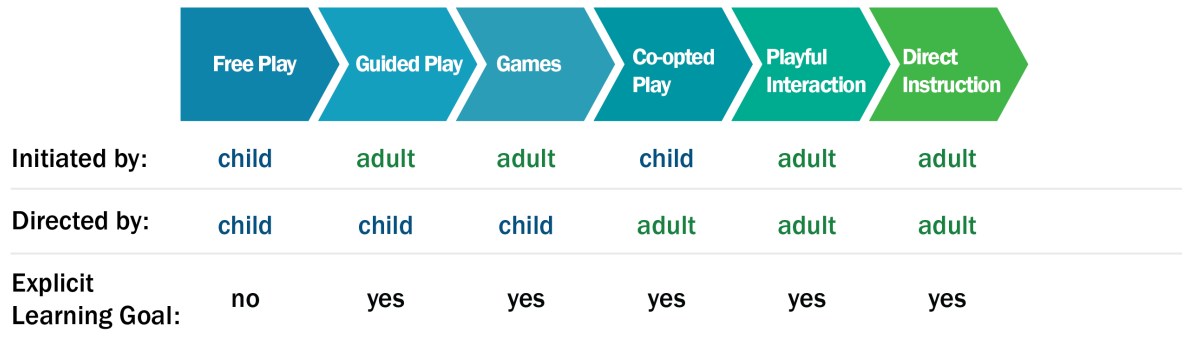 Free Play Guided Play Games Co-opted Play Playful Interaction Direct Instruction
Initiated by: child adult adult child adult adult
Directed by: child child child adult adult adult
Explicit
Learning Goal: no yes yes yes yes yes